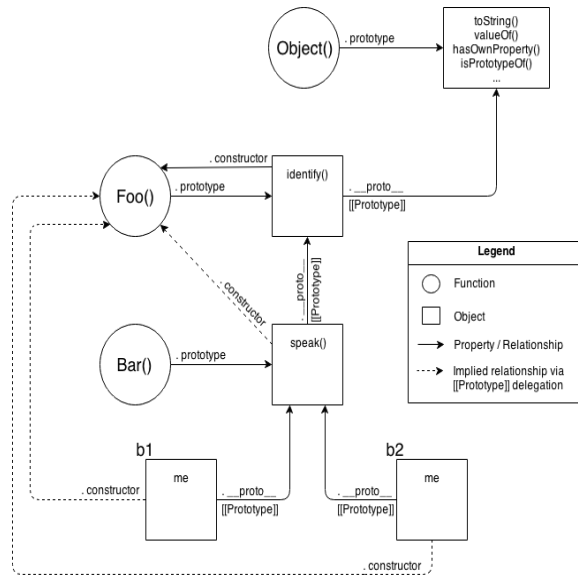 Object()
. prototype
toString()
valueOf()
hasOwnProperty()
isPrototypeOf()
...
. constructor
Foo()
. prototype
identify()
. __proto__
[[Prototype]]
. __proto__
[[Prototype]]
. constructor
Legend
Function
Object
Property / Relationship
Implied relationship via
[[Prototype]] delegation
Bar()
. prototype
speak()
b1
me
. constructor
. __proto__
[[Prototype]]
b2
me
. __proto__
[[Prototype]]
. constructor